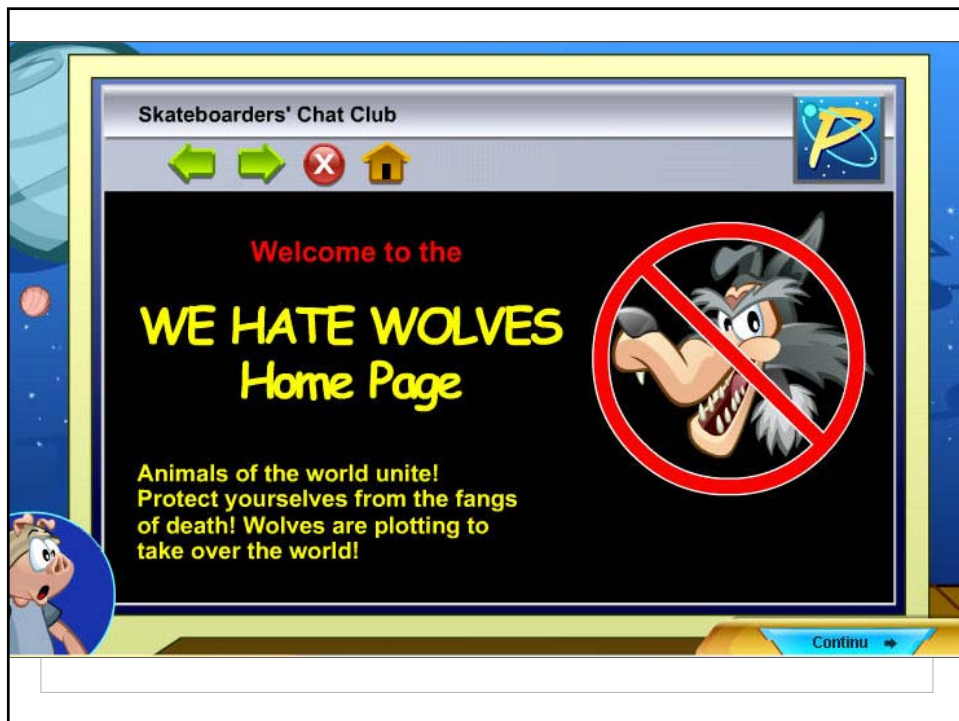 Skateboarders' Chat Club
P
X
Welcome to the
WE HATE WOLVES
Home Page
Animals of the world unite!
Protect yourselves from the fangs
of death! Wolves are plotting to
take over the world!
Continu